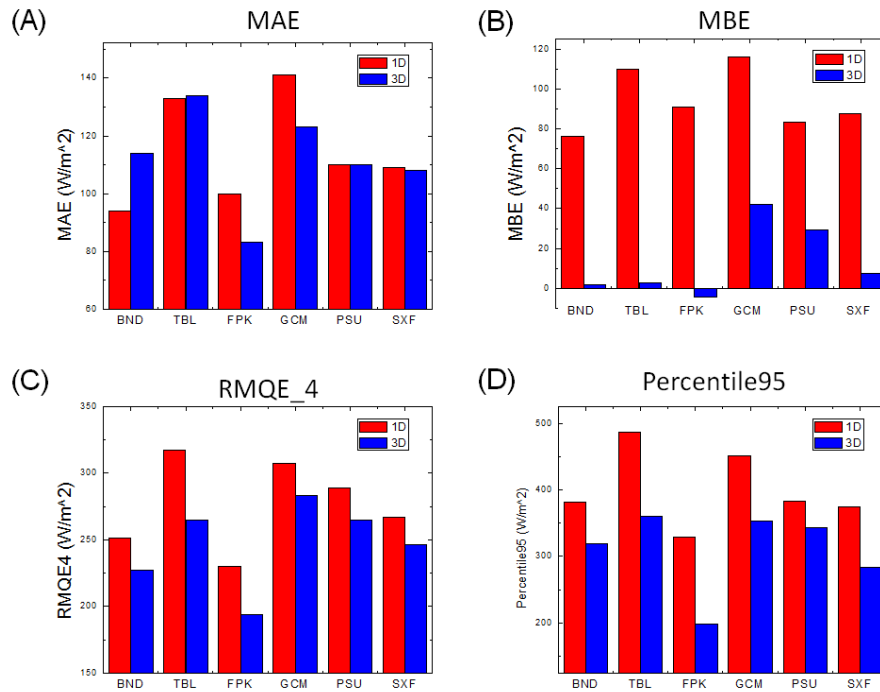 (A)
MAE
1D
3D
MAE (W/m^2)
140
120
100
80
60
BND TBL FPK GCM PSU SXF
(B)
MBE
1D
3D
MBE (W/m^2)
120
100
80
60
40
20
0
BND TBL FPK GCM PSU SXF
(C)
RMQE_4
1D
3D
RMQE4 (W/m^2)
350
300
250
200
150
BND TBL FPK GCM PSU SXF
(D)
Percentile95
1D
3D
Percentile95 (W/m^2)
500
400
300
200
BND TBL FPK GCM PSU SXF